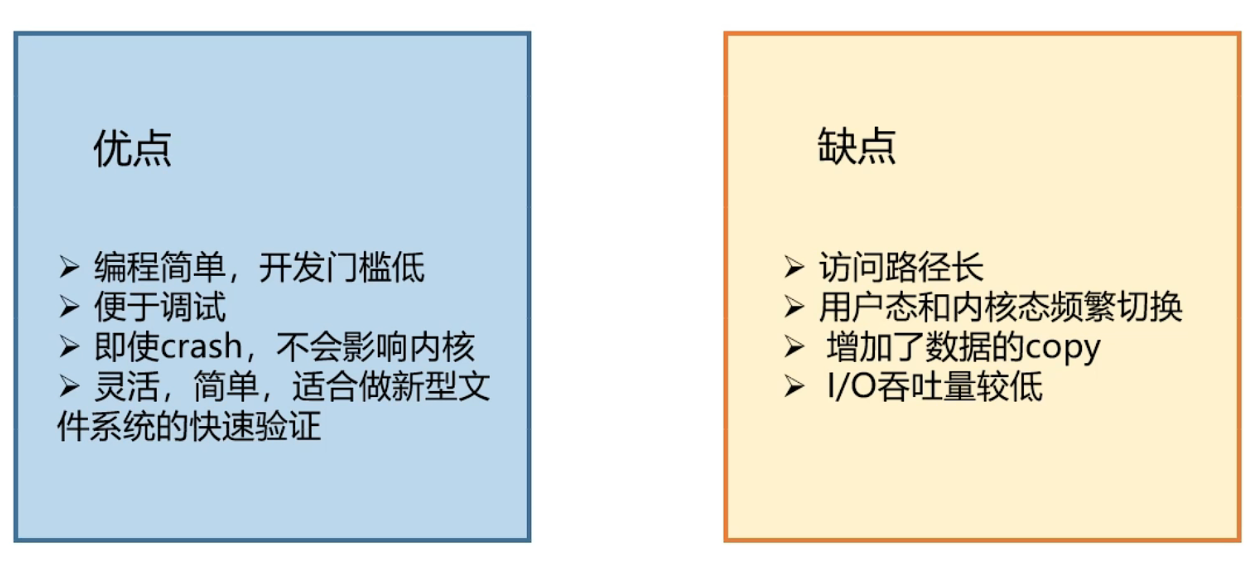 优点
➢ 编程简单，开发门槛低
➢ 便于调试
➢ 即使crash，不会影响内核
➢ 灵活，简单，适合做新型文
件系统的快速验证
缺点
➢ 访问路径长
➢ 用户态和内核态频繁切换
➢ 增加了数据的copy
➢ I/O吞吐量较低